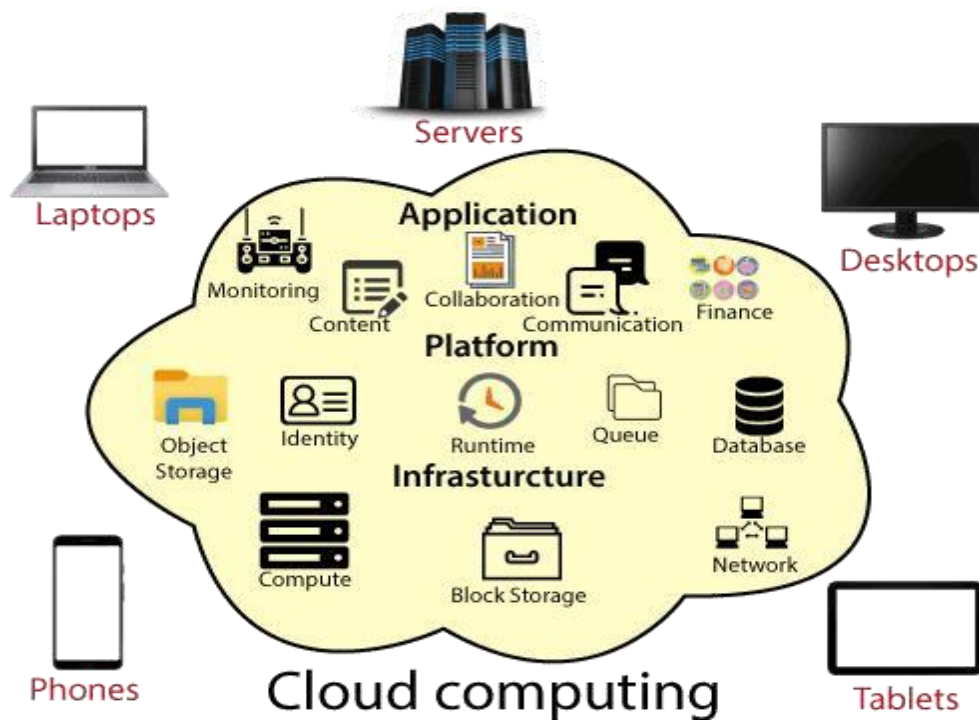 Servers
Laptops
Desktops
Application
Monitoring
Content
Collaboration
Communication
Finance
Platform
Object
Storage
Identity
Runtime
Queue
Database
Infrasturcture
Compute
Block Storage
Network
Phones
Cloud computing
Tablets